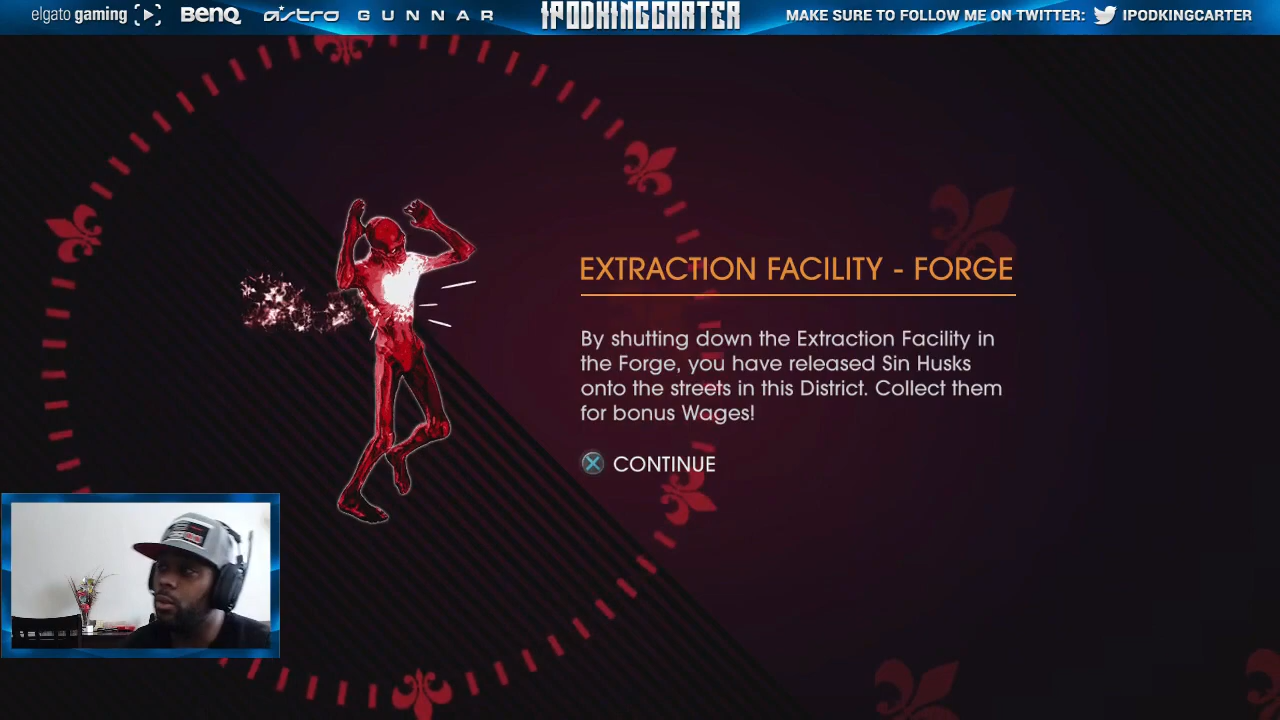 elgato gaming BenQ ASTRO GUNNAR IPODKINGCARTER MAKE SURE TO FOLLOW ME ON TWITTER: IPODKINGCARTER
EXTRACTION FACILITY - FORGE
By shutting down the Extraction Facility in
the Forge, you have released Sin Husks
onto the streets in this District. Collect them
for bonus Wages!
CONTINUE